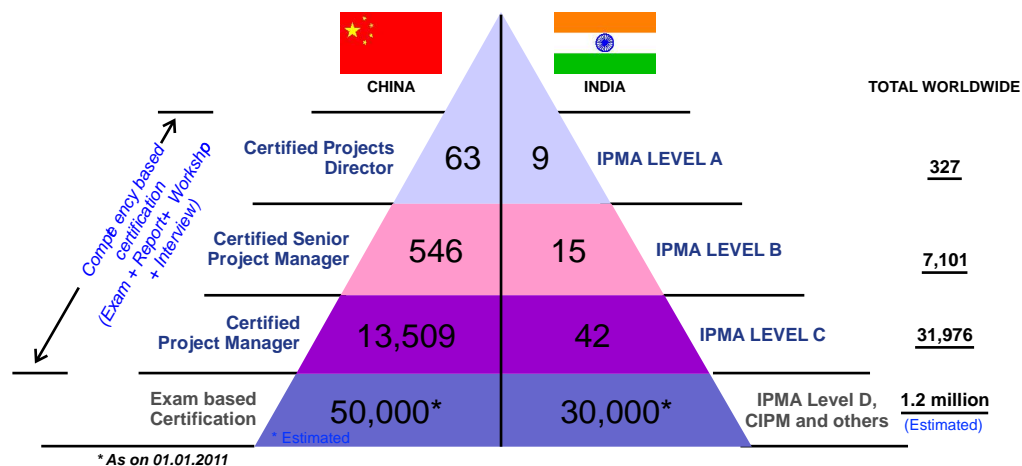 CHINA
INDIA
TOTAL WORLDWIDE
Certified Projects
Director
63
9
IPMA LEVEL A
327
Certified Senior
Project Manager
546
15
IPMA LEVEL B
7,101
Certified
Project Manager
13,509
42
IPMA LEVEL C
31,976
Exam based
Certification
50,000*
* Estimated
30,000*
IPMA Level D,
CIPM and others
1.2 million
(Estimated)
Compe ency based
certification
(Exam + Report+ Workshp
+ Interview)
* As on 01.01.2011